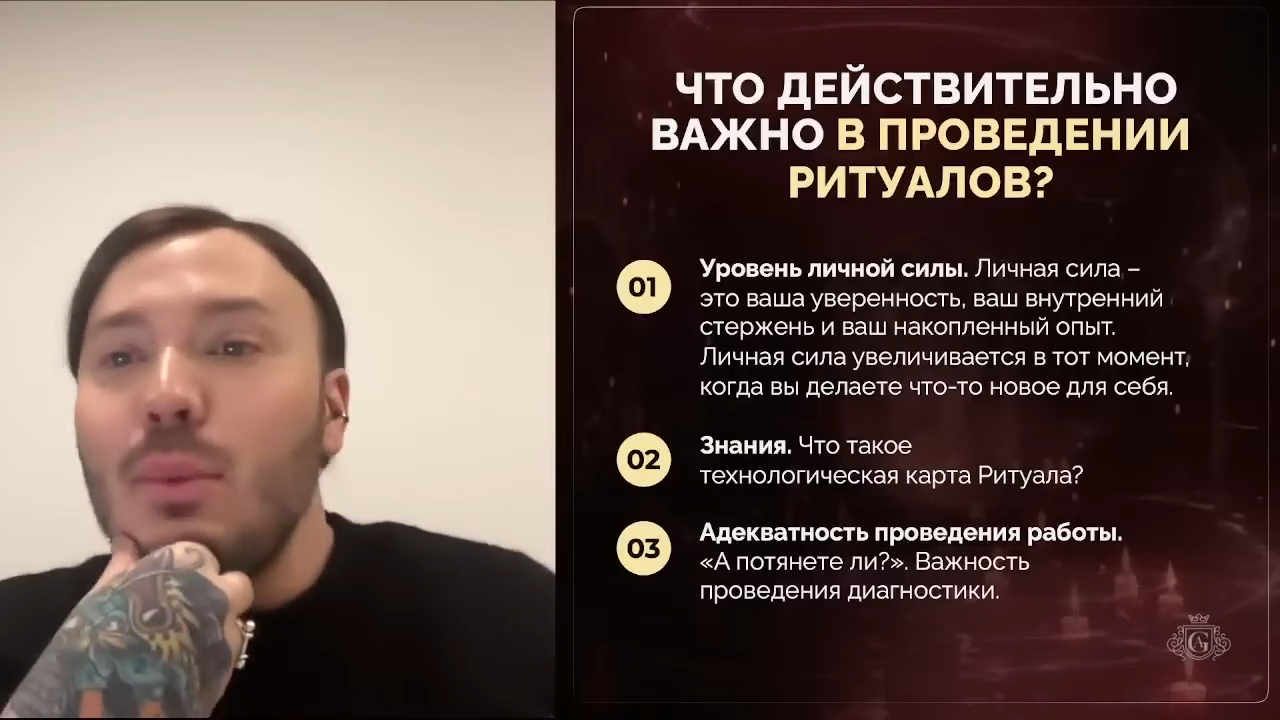 ЧТО ДЕЙСТВИТЕЛЬНО
ВАЖНО В ПРОВЕДЕНИИ
РИТУАЛОВ?
01
Уровень личной силы. Личная сила –
это ваша уверенность, ваш внутренний
стержень и ваш накопленный опыт.
Личная сила увеличивается в тот момент,
когда вы делаете что-то новое для себя.
02
Знания. Что такое
технологическая карта Ритуала?
03
Адекватность проведения работы.
«А потянете ли?». Важность
проведения диагностики.